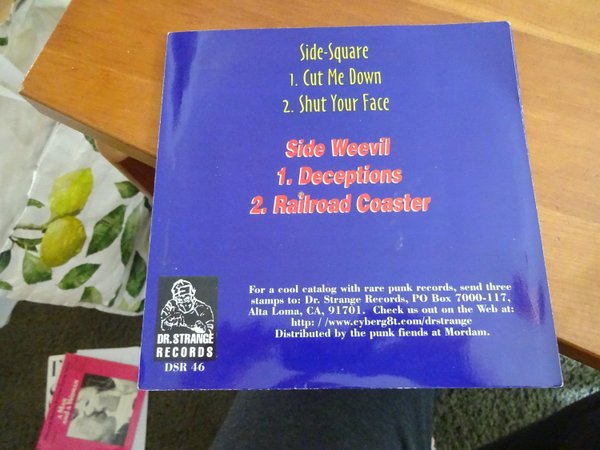 Side-Square
1. Cut Me Down
2. Shut Your Face
Side Weevil
1. Deceptions
2. Railroad Coaster
For a cool catalog with rare punk records, send three
stamps to: Dr. Strange Records, PO Box 7000-117,
Alta Loma, CA, 91701. Check us out on the Web at:
http: //www.cyberg8t.com/drstrange
Distributed by the punk fiends at Mordam.
DR. STRANGE
RECORDS
DSR 46